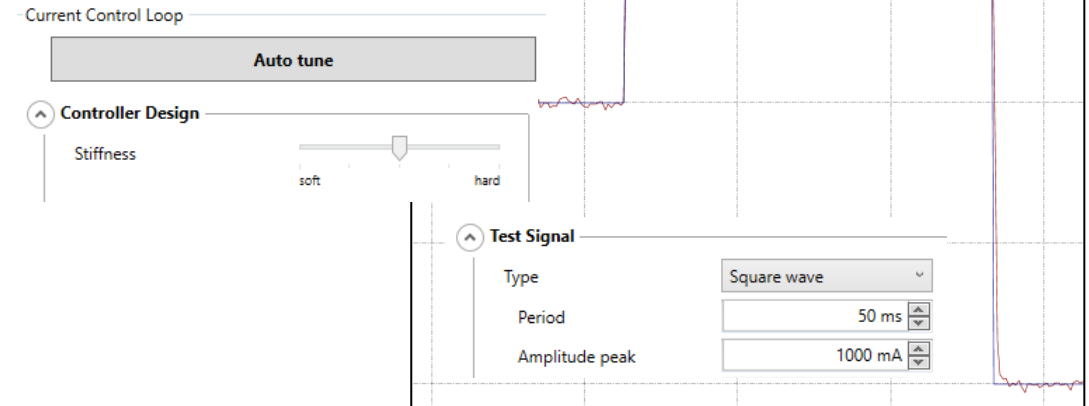 Current Control Loop
Auto tune
Controller Design
Stiffness
soft hard
Test Signal
Type Square wave
Period 50 ms
Amplitude peak 1000 mA